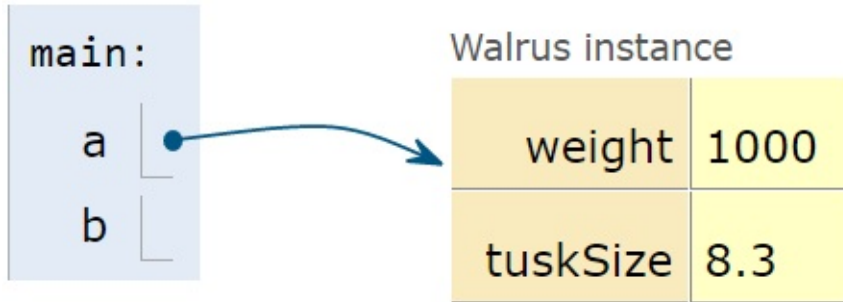 main:
a
b
Walrus instance
weight 1000
tuskSize 8.3